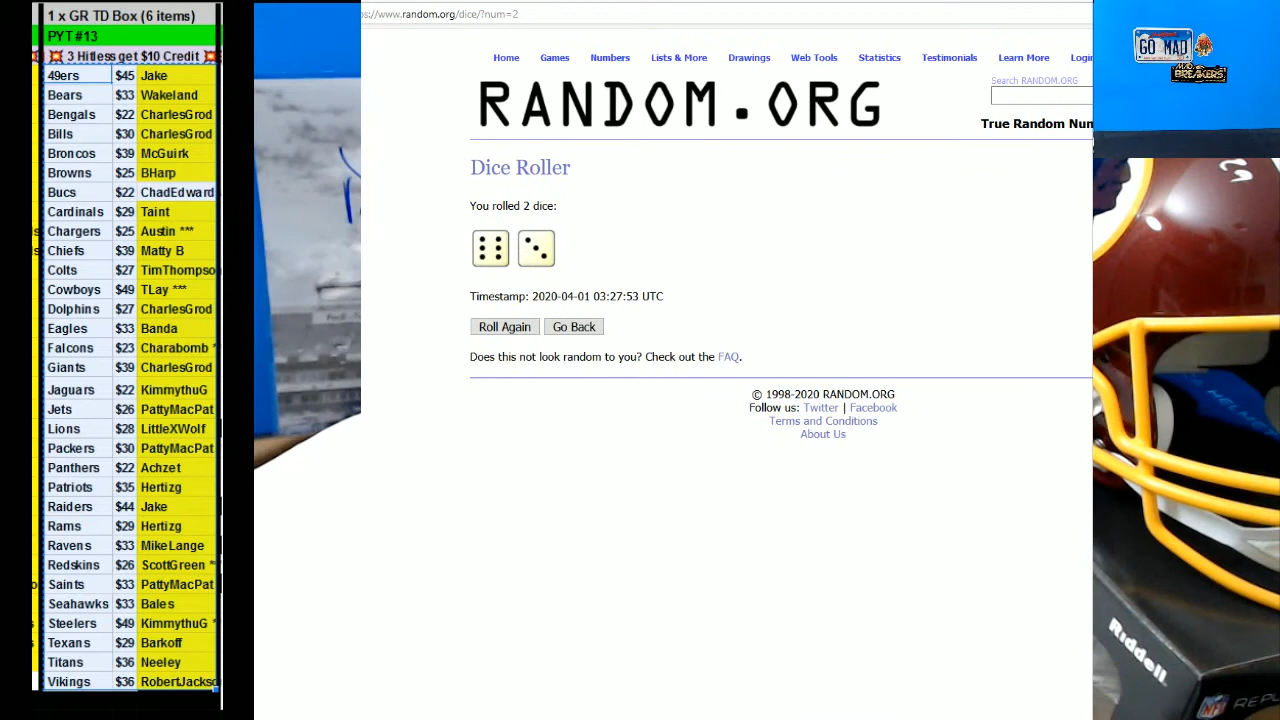 1 x GR TD Box (6 items)
PYT #13
3 Hitless get $10 Credit
49ers $45 Jake
Bears $33 Wakeland
Bengals $22 CharlesGrod
Bills $30 CharlesGrod
Broncos $39 McGuirk
Browns $25 BHarp
Bucs $22 ChadEdward
Cardinals $29 Taint
Chargers $25 Austin ***
Chiefs $39 Matty B
Colts $27 TimThompso
Cowboys $49 TLay ***
Dolphins $27 CharlesGrod
Eagles $33 Banda
Falcons $23 Charabomb *
Giants $39 CharlesGrod
Jaguars $22 KimmythuG
Jets $26 PattyMacPat
Lions $28 LittleXWolf
Packers $30 PattyMacPat
Panthers $22 Achzet
Patriots $35 Hertizg
Raiders $44 Jake
Rams $29 Hertizg
Ravens $33 MikeLange
Redskins $26 ScottGreen *
Saints $33 PattyMacPat
Seahawks $33 Bales
Steelers $49 KimmythuG *
Texans $29 Barkoff
Titans $36 Neeley
Vikings $36 RobertJackso
s://www.random.org/dice/?num=2
Home Games Numbers Lists & More Drawings Web Tools Statistics Testimonials Learn More Login
Search RANDOM.ORG
RANDOM.ORG
True Random Num
Dice Roller
You rolled 2 dice:
Timestamp: 2020-04-01 03:27:53 UTC
Roll Again Go Back
Does this not look random to you? Check out the FAQ.
© 1998-2020 RANDOM.ORG
Follow us: Twitter | Facebook
Terms and Conditions
About Us
GO MAD
MAD BREAKERS
29
Riddell
NFL
REPL